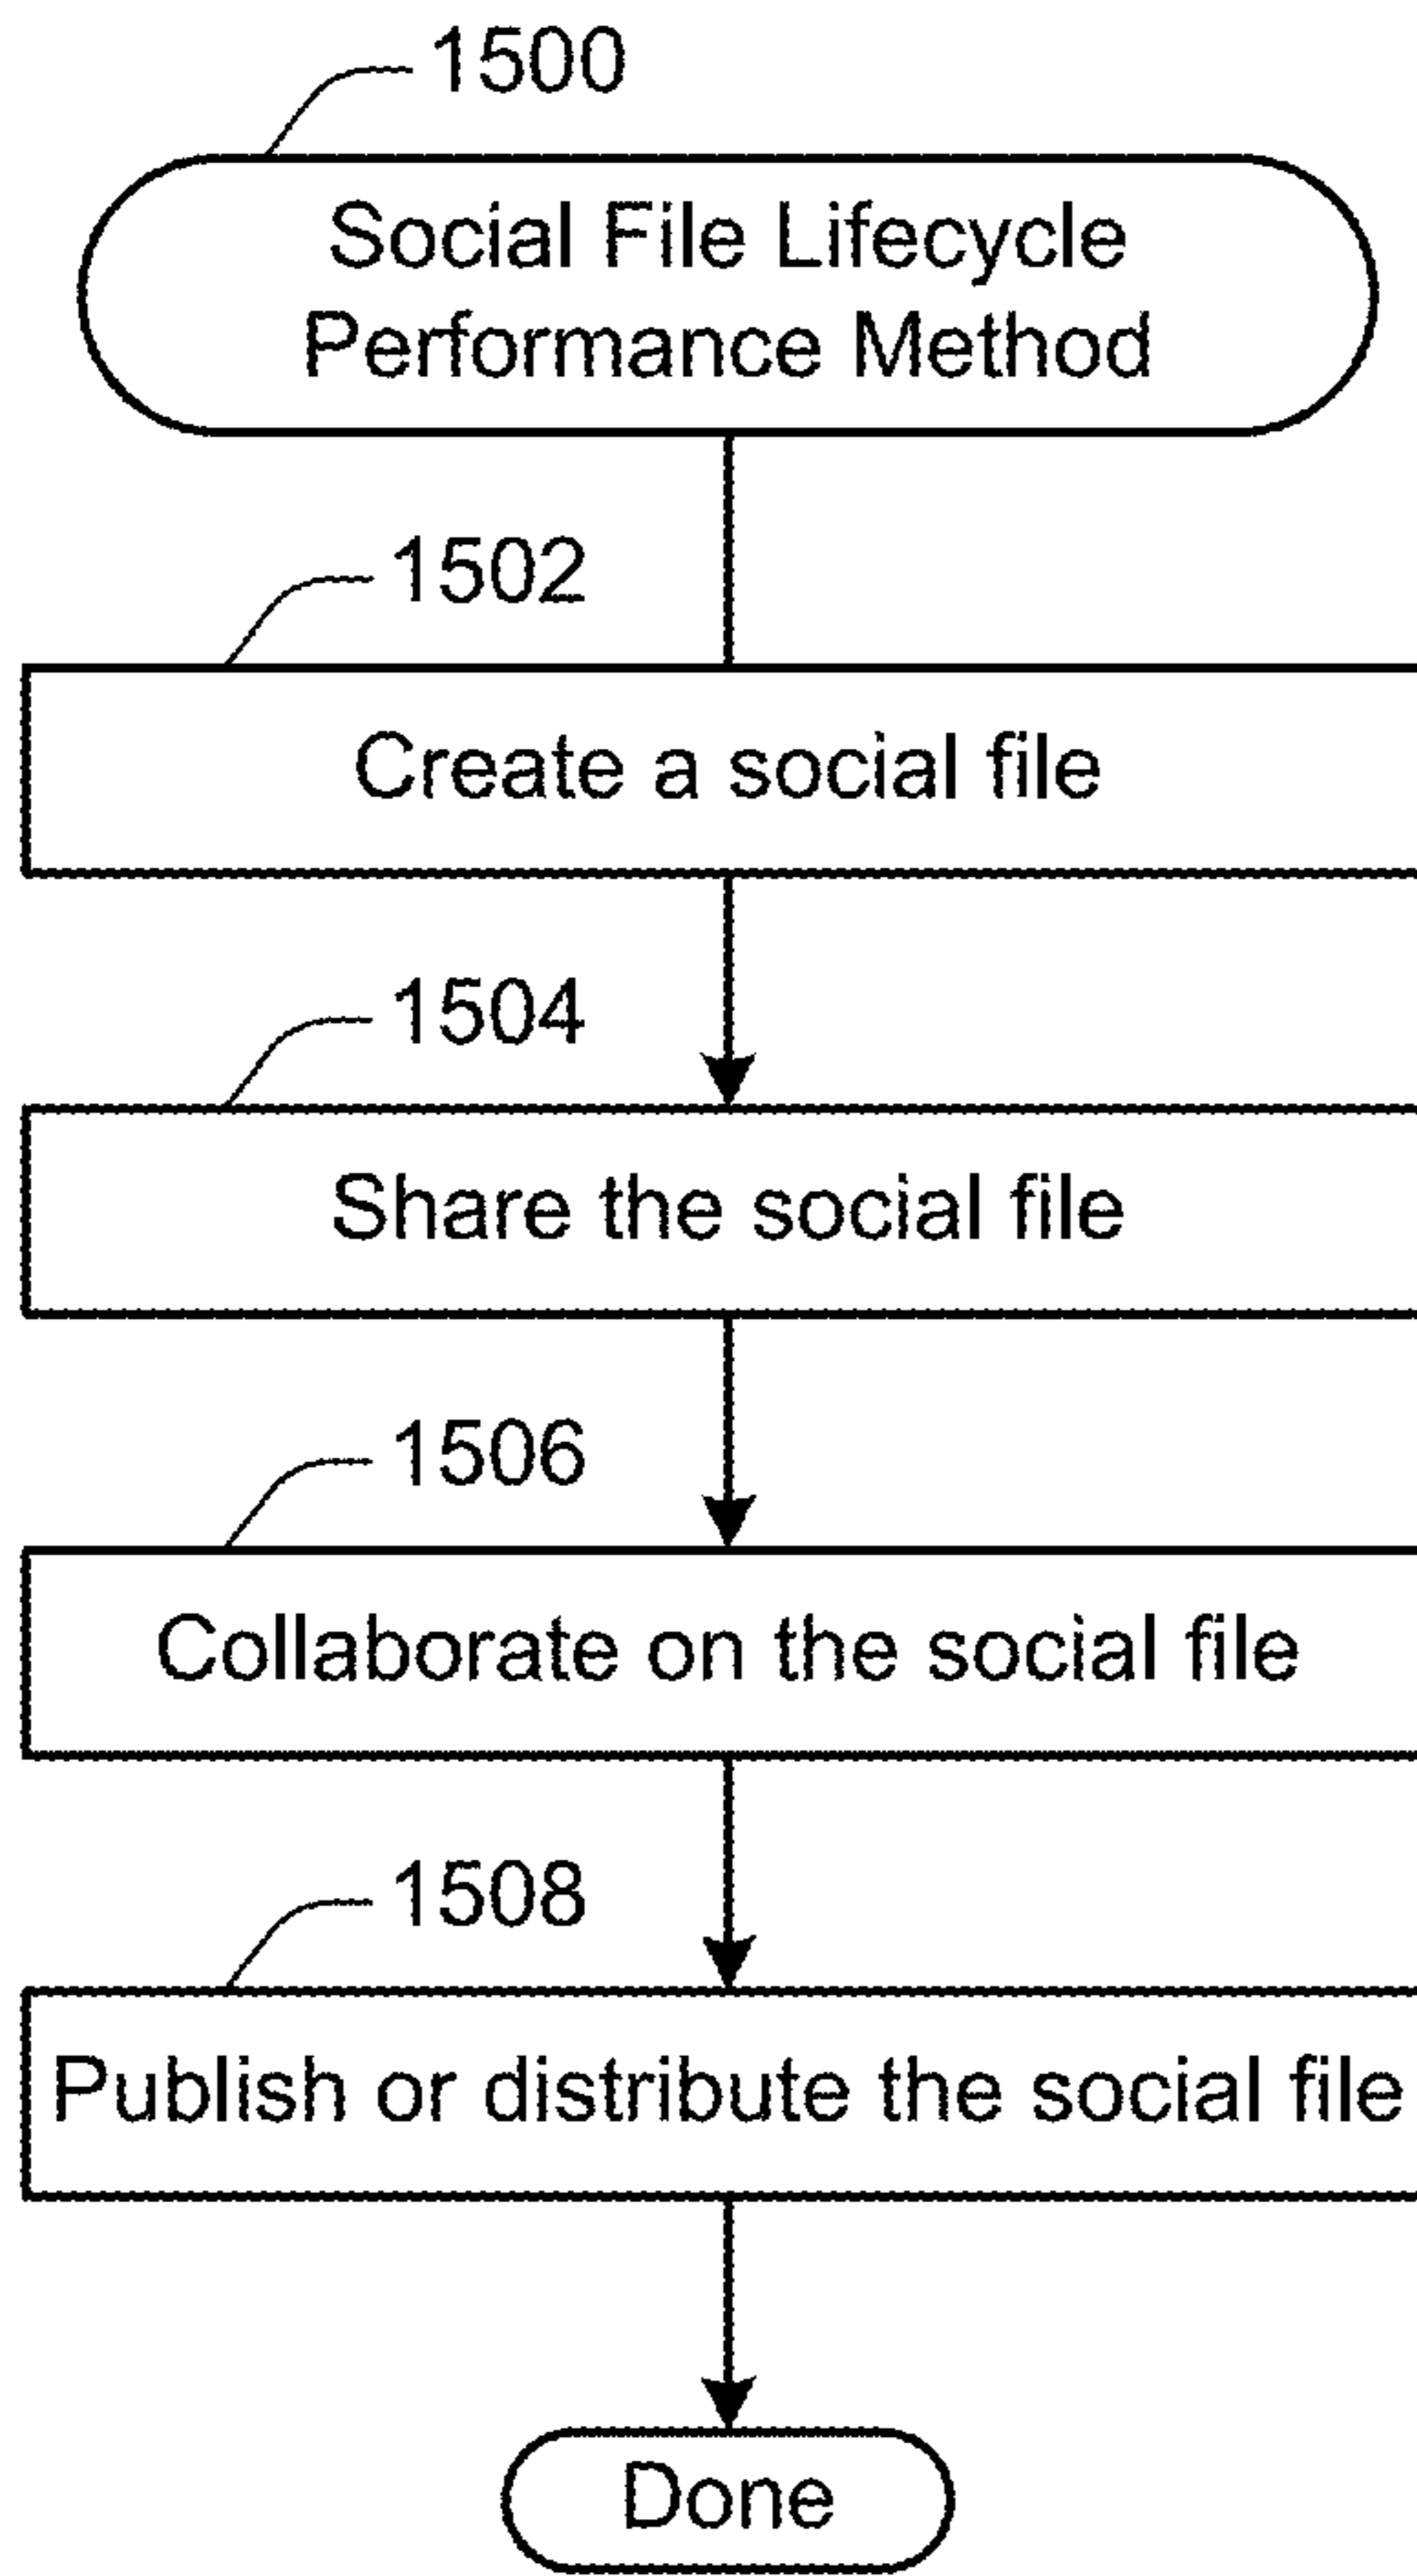 1500
Social File Lifecycle
Performance Method
1502
Create a social file
1504
Share the social file
1506
Collaborate on the social file
1508
Publish or distribute the social file
Done